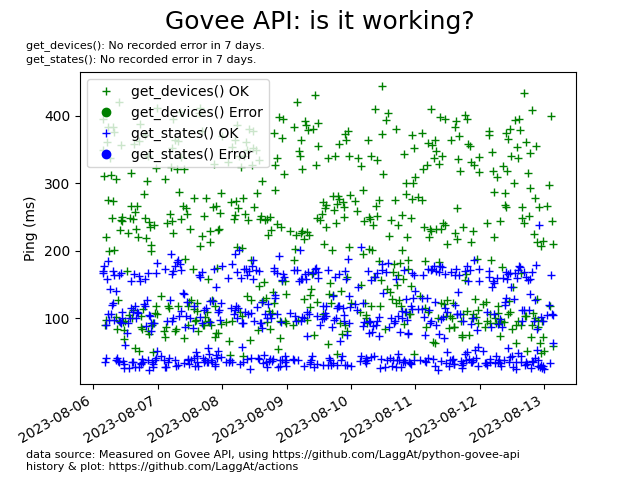 Govee API: is it working?
get_devices(): No recorded error in 7 days.
get_states(): No recorded error in 7 days.
get_devices() OK
get_devices() Error
get_states() OK
get_states() Error
400
300
200
100
Ping (ms)
2023-08-06
2023-08-07
2023-08-08
2023-08-09
2023-08-10
2023-08-11
2023-08-12
2023-08-13
data source: Measured on Govee API, using https://github.com/LaggAt/python-govee-api
history & plot: https://github.com/LaggAt/actions